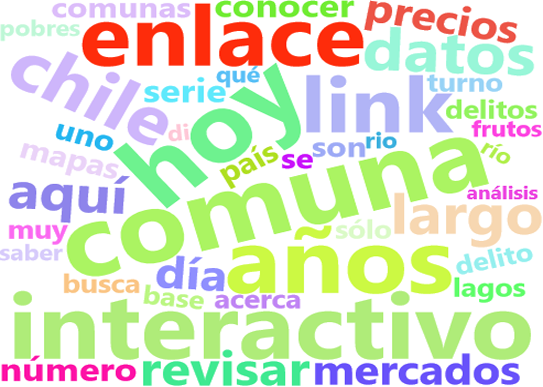 comunas
conocer
precios
pobres
enlace
datos
chile
qué
serie
link
turno
hoy
delitos
uno
di
frutos
mapas
país
se
son
rio
río
aquí
comuna
análisis
muy
sólo
largo
saber
años
delito
busca
día
base
acerca
lagos
interactivo
número
revisar
mercados